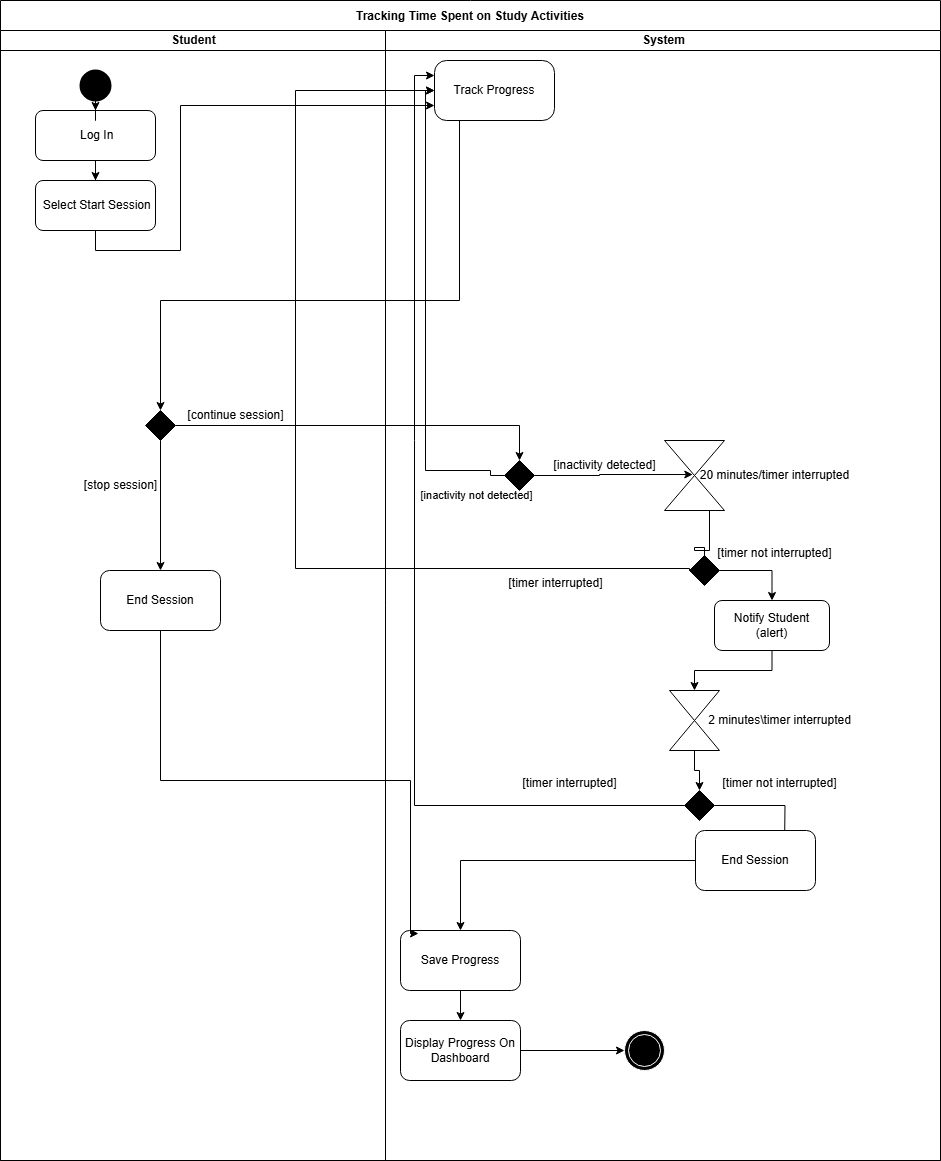 Tracking Time Spent on Study Activities
Student
System
Track Progress
Log In
Select Start Session
[continue session]
[inactivity detected]
20 minutes/timer interrupted
[stop session]
[inactivity not detected]
[timer not interrupted]
[timer interrupted]
End Session
Notify Student
(alert)
2 minutes\timer interrupted
[timer interrupted]
[timer not interrupted]
End Session
Save Progress
Display Progress On
Dashboard